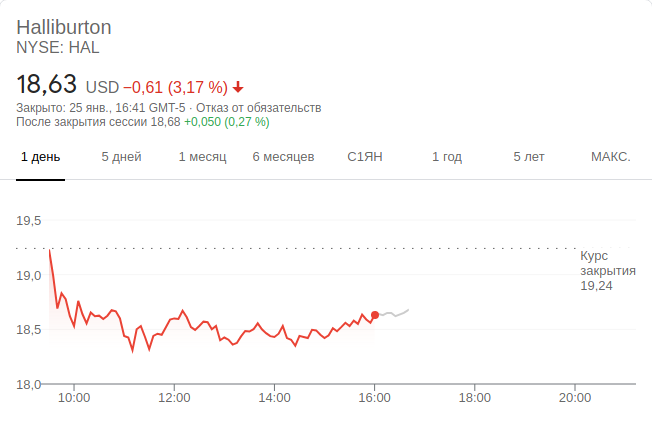 Halliburton
NYSE: HAL
18,63 USD −0,61 (3,17 %)
Закрыто: 25 янв., 16:41 GMT-5 · Отказ от обязательств
После закрытия сессии 18,68 +0,050 (0,27 %)
1 день 5 дней 1 месяц 6 месяцев С1ЯН 1 год 5 лет МАКС.
19,5
Курс
закрытия
19,24
19,0
18,5
18,0
10:00 12:00 14:00 16:00 18:00 20:00